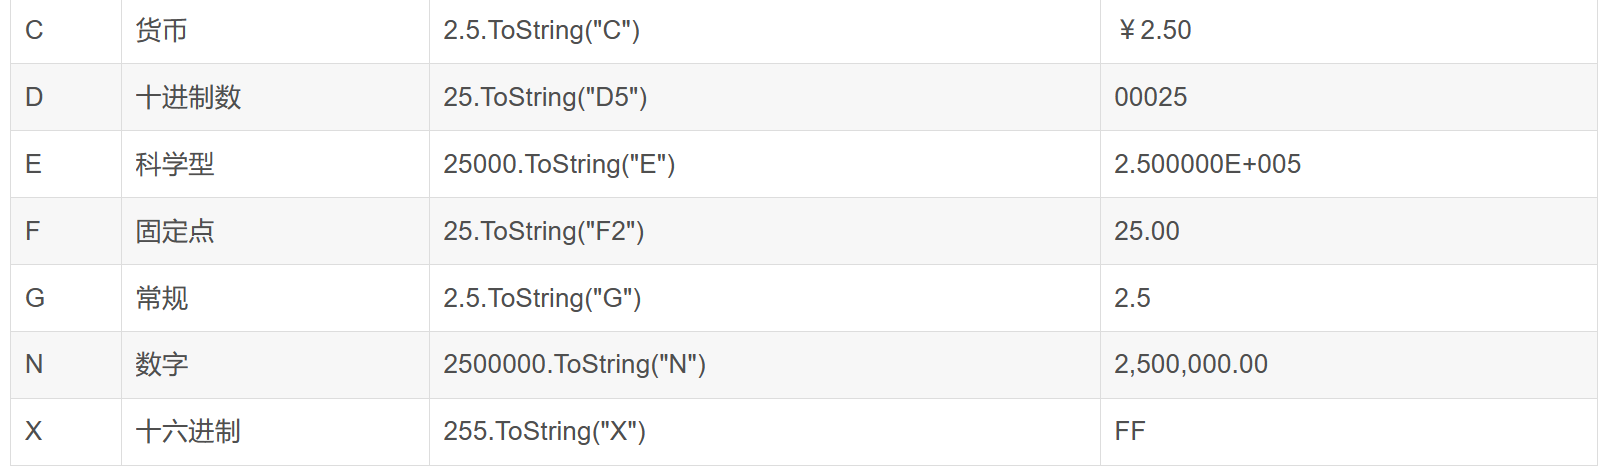 C 货币 2.5.ToString("C") ￥2.50
D 十进制数 25.ToString("D5") 00025
E 科学型 25000.ToString("E") 2.500000E+005
F 固定点 25.ToString("F2") 25.00
G 常规 2.5.ToString("G") 2.5
N 数字 2500000.ToString("N") 2,500,000.00
X 十六进制 255.ToString("X") FF